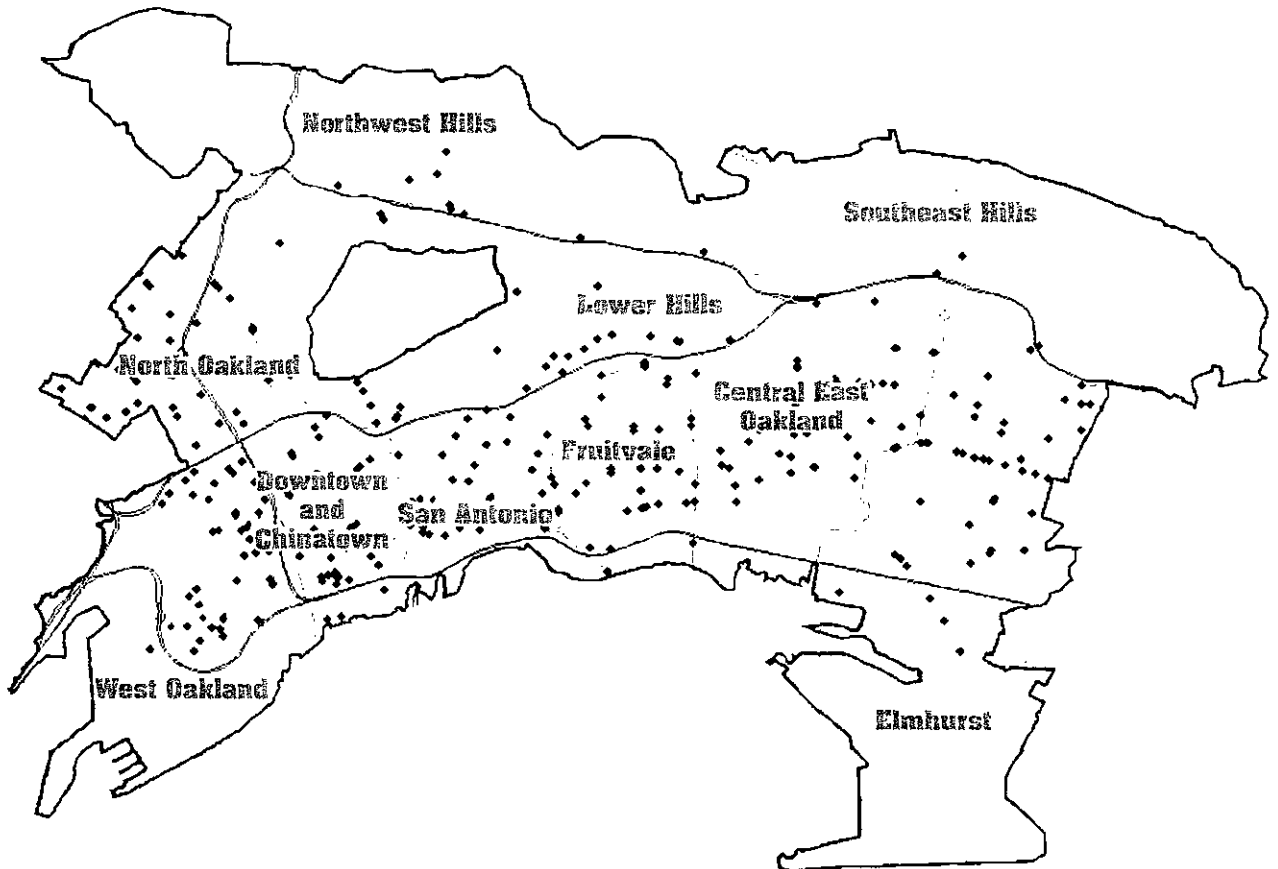 Northwest Hills
Southeast Hills
Lower Hills
North Oakland
Central East
Oakland
Fruitvale
Downtown
and
Chinatown
San Antonio
West Oakland
Elmhurst